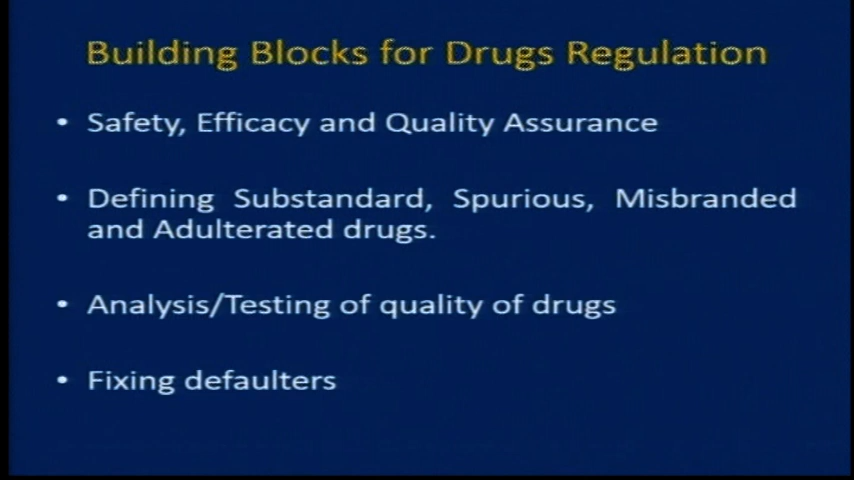 Building Blocks for Drugs Regulation
• Safety, Efficacy and Quality Assurance
• Defining Substandard, Spurious, Misbranded
and Adulterated drugs.
• Analysis/Testing of quality of drugs
• Fixing defaulters